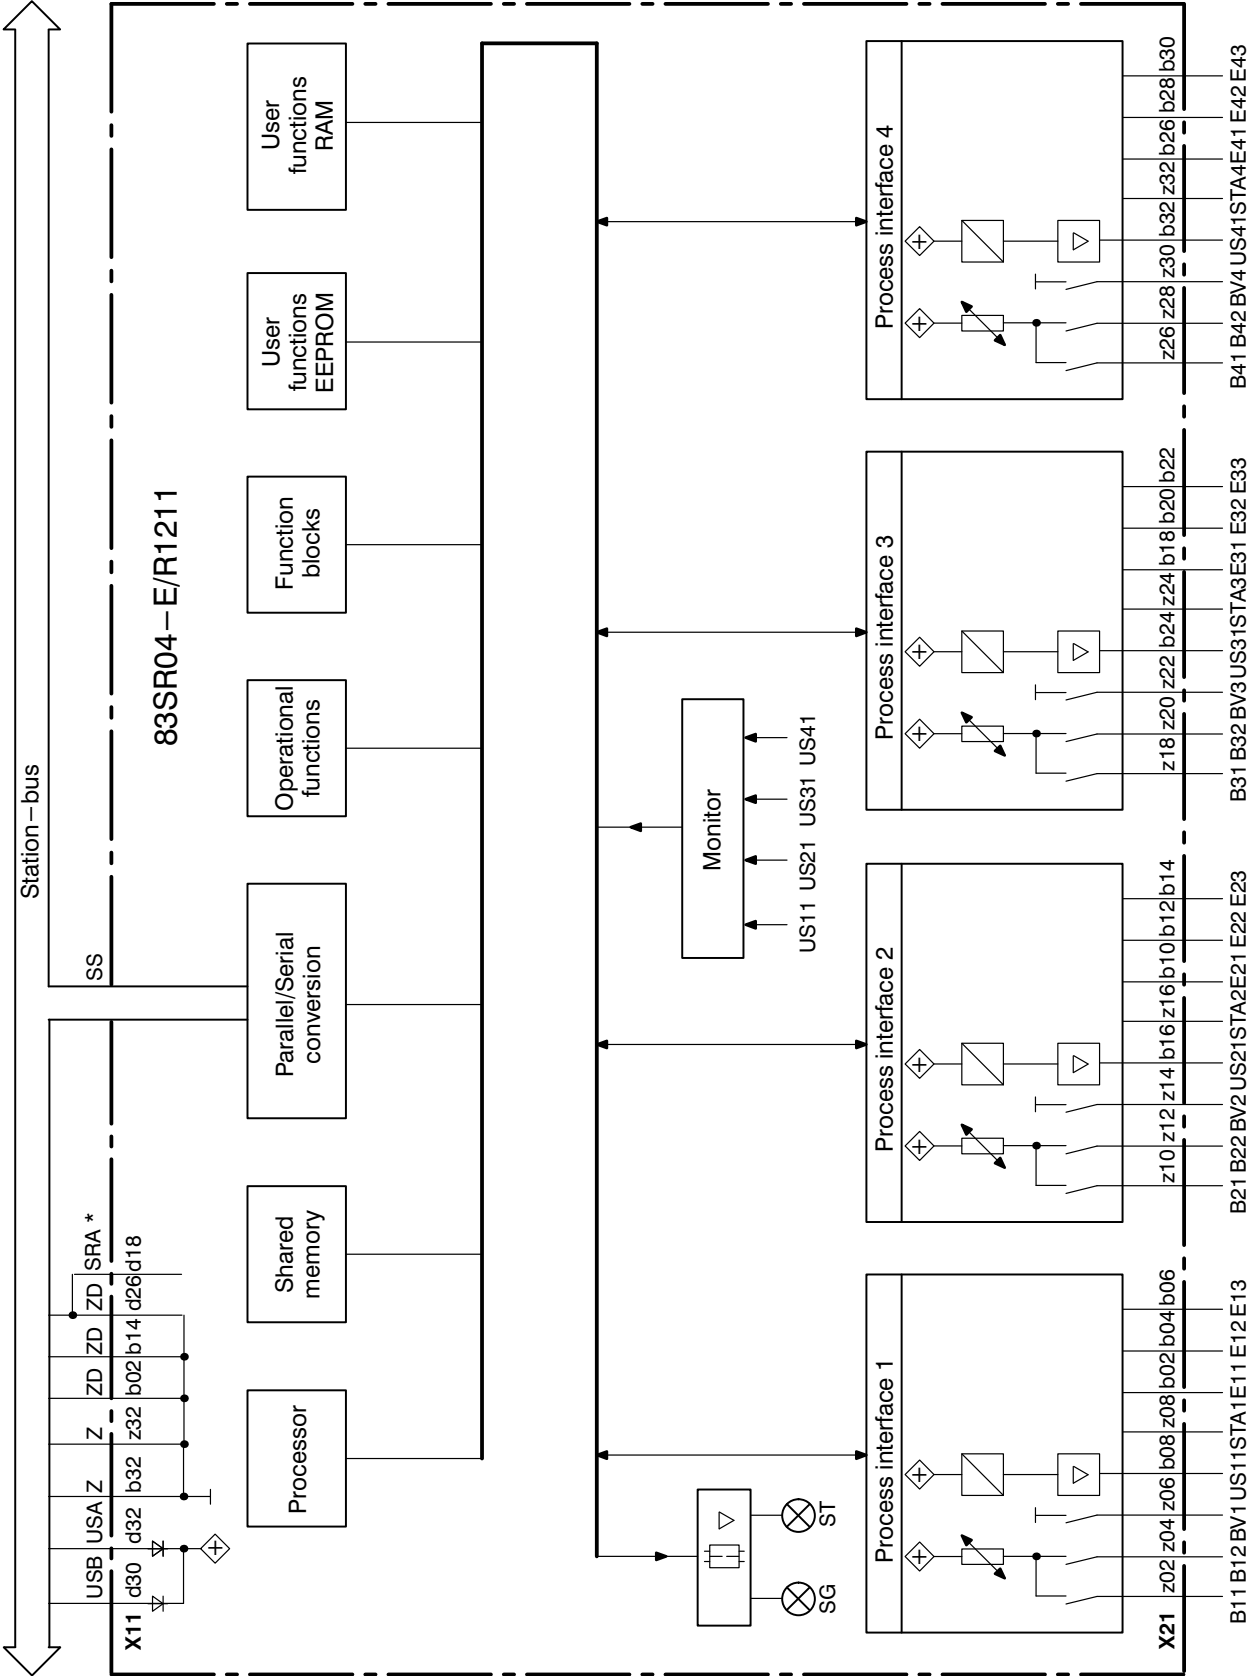 Station–bus
USB USA Z Z ZD ZD ZD SRA * SS
X11 d30 d32 b32 z32 b02 b14 d26 d18
83SR04–E/R1211
Processor
Shared
memory
Parallel/Serial
conversion
Operational
functions
Function
blocks
User
functions
EEPROM
User
functions
RAM
SG ST
Monitor
US11 US21 US31 US41
Process interface 1
Process interface 2
Process interface 3
Process interface 4
X21
z02 z04 z06 b08 z08 b02 b04 b06
z10 z12 z14 b16 z16 b10 b12 b14
z18 z20 z22 b24 z24 b18 b20 b22
z26 z28 z30 b32 z32 b26 b28 b30
B11 B12 BV1 US11 STA1 E11 E12 E13
B21 B22 BV2 US21 STA2 E21 E22 E23
B31 B32 BV3 US31 STA3 E31 E32 E33
B41 B42 BV4 US41 STA4 E41 E42 E43